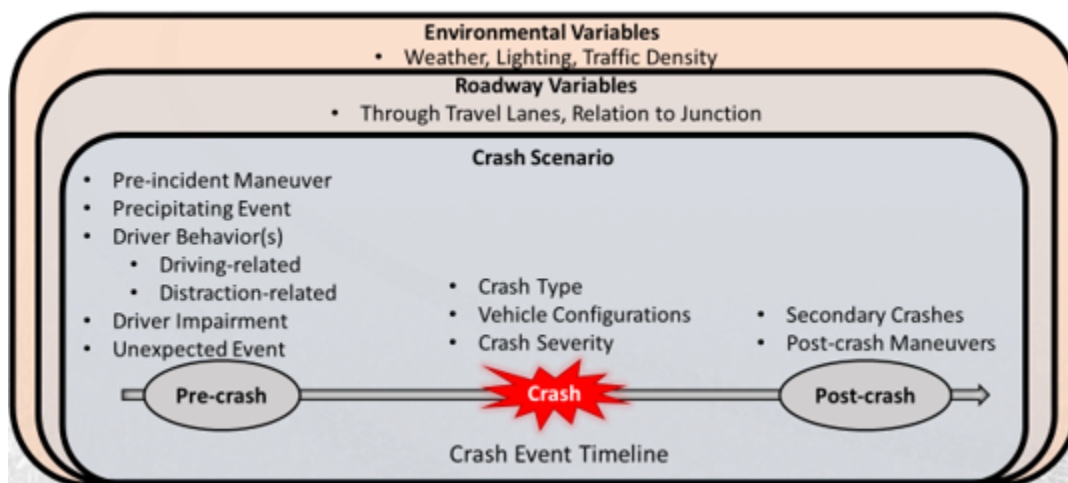 Environmental Variables
• Weather, Lighting, Traffic Density
Roadway Variables
• Through Travel Lanes, Relation to Junction
Crash Scenario
• Pre-incident Maneuver
• Precipitating Event
• Driver Behavior(s)
• Driving-related
• Distraction-related
• Driver Impairment
• Unexpected Event
• Crash Type
• Vehicle Configurations
• Crash Severity
• Secondary Crashes
• Post-crash Maneuvers
Pre-crash
Crash
Post-crash
Crash Event Timeline